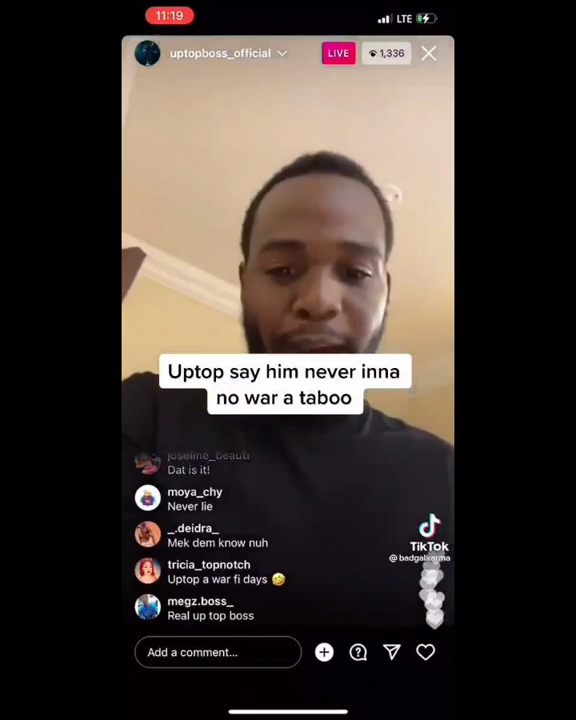 11:19
LTE
uptopboss_official
LIVE
1,336
Uptop say him never inna
no war a taboo
joselme_beauti
Dat is it!
moya_chy
Never lie
_.deidra_
Mek dem know nuh
tricia_topnotch
Uptop a war fi days 🤣
megz.boss_
Real up top boss
TikTok
@badgalkarma
Add a comment...